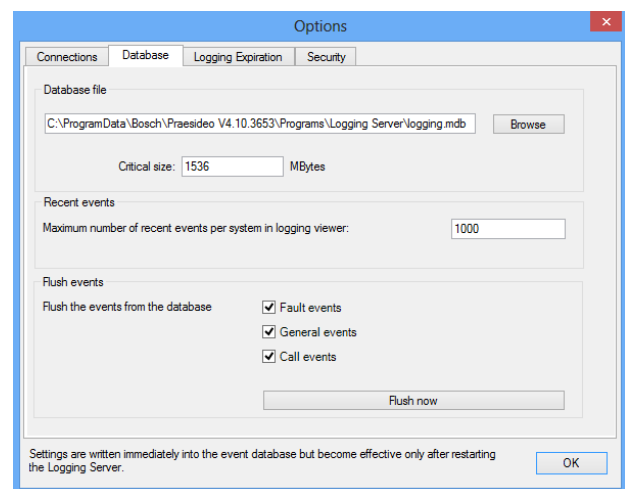 Options
Connections Database Logging Expiration Security
Database file
C:\ProgramData\Bosch\Praesideo V4.10.3653\Programs\Logging Server\logging.mdb Browse
Critical size: 1536 MBytes
Recent events
Maximum number of recent events per system in logging viewer: 1000
Flush events
Flush the events from the database Fault events
General events
Call events
Flush now
Settings are written immediately into the event database but become effective only after restarting
the Logging Server.
OK